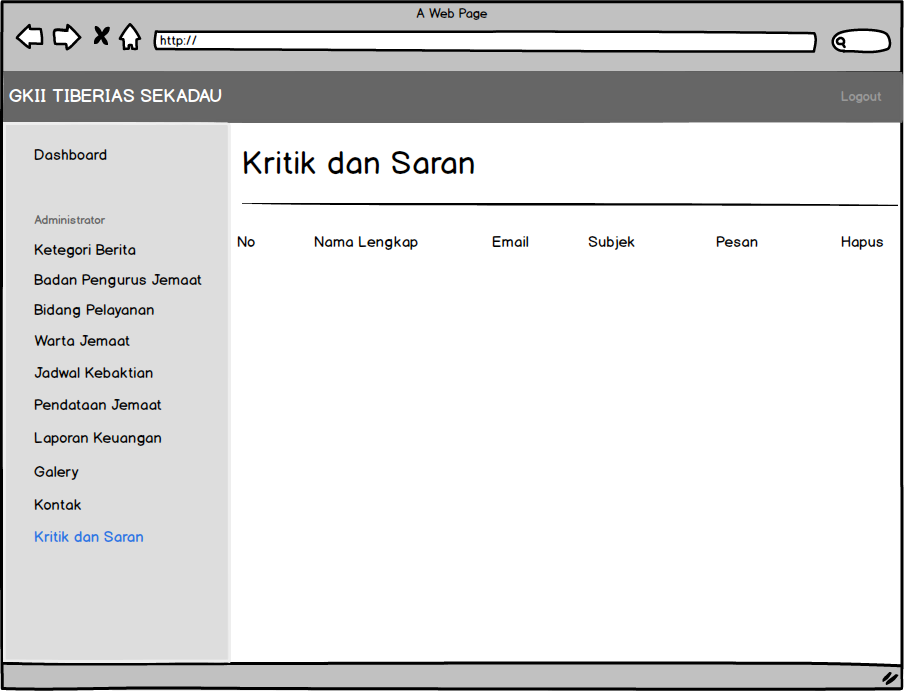 A Web Page
http://
GKII TIBERIAS SEKADAU
Logout
Dashboard
Administrator
Ketegori Berita
Badan Pengurus Jemaat
Bidang Pelayanan
Warta Jemaat
Jadwal Kebaktian
Pendataan Jemaat
Laporan Keuangan
Galery
Kontak
Kritik dan Saran
Kritik dan Saran
No Nama Lengkap Email Subjek Pesan Hapus